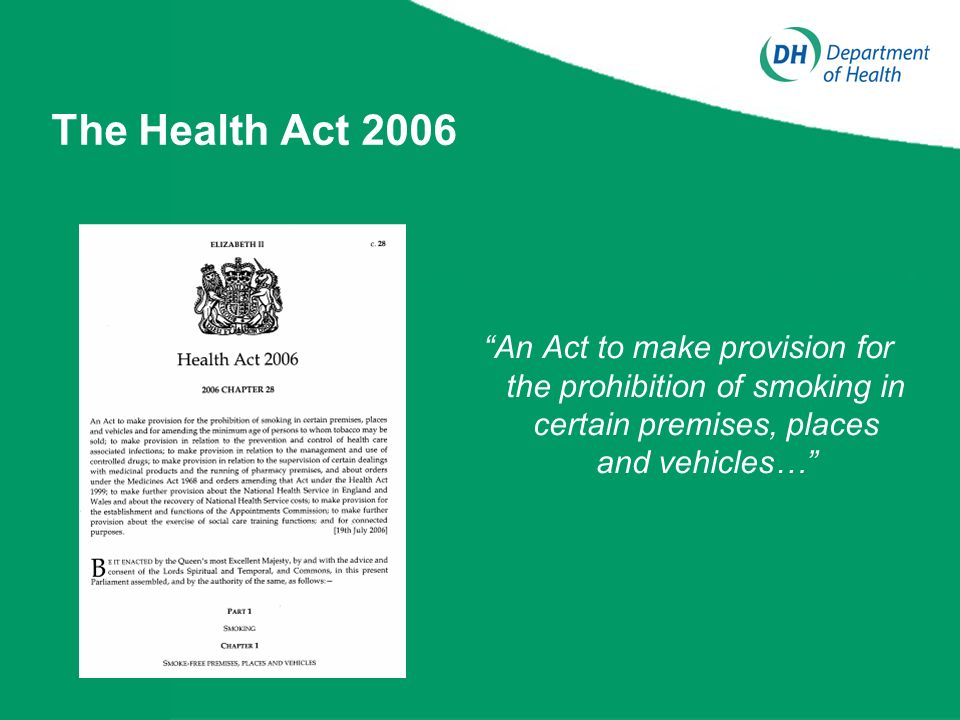 DH Department
of Health
The Health Act 2006
ELIZABETH II c. 28
Health Act 2006
2006 CHAPTER 28
An Act to make provision for the prohibition of smoking in certain premises, places
and vehicles and for amending the minimum age of persons to whom tobacco may be
sold; to make provision in relation to the prevention and control of health care
associated infections; to make provision in relation to the management and use of
controlled drugs; to make provision in relation to the supervision of certain dealings
with medicinal products and the running of pharmacy premises, and about orders
under the Medicines Act 1968 and orders amending that Act under the Health Act
1999; to make further provision about the National Health Service in England and
Wales and about the recovery of National Health Service costs; to make provision for
the establishment and functions of the Appointments Commission; to make further
provision about the exercise of social care training functions; and for connected
purposes. [19th July 2006]
BE IT ENACTED by the Queen's most Excellent Majesty, by and with the advice and
consent of the Lords Spiritual and Temporal, and Commons, in this present
Parliament assembled, and by the authority of the same, as follows:—
PART 1
SMOKING
CHAPTER 1
SMOKE-FREE PREMISES, PLACES AND VEHICLES
“An Act to make provision for
the prohibition of smoking in
certain premises, places
and vehicles…”